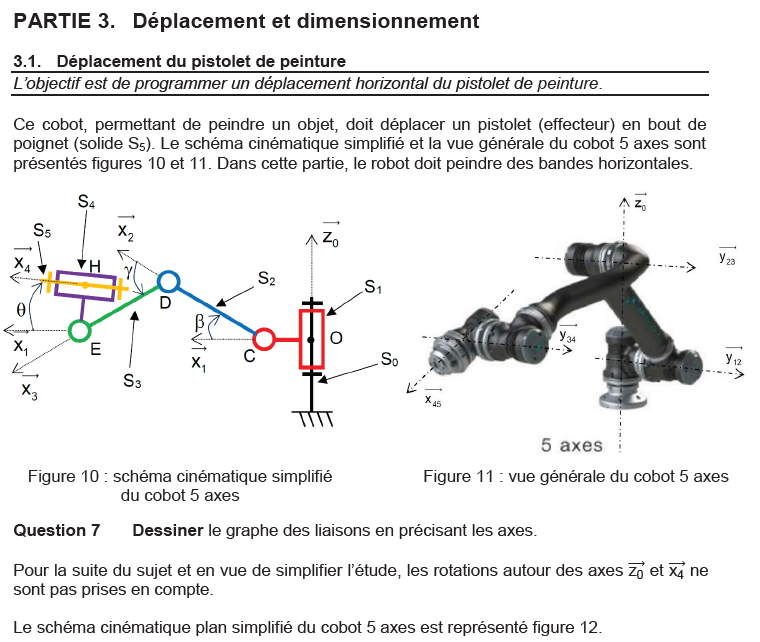 PARTIE 3. Déplacement et dimensionnement
3.1. Déplacement du pistolet de peinture
L'objectif est de programmer un déplacement horizontal du pistolet de peinture.
Ce cobot, permettant de peindre un objet, doit déplacer un pistolet (effecteur) en bout de
poignet (solide S5). Le schéma cinématique simplifié et la vue générale du cobot 5 axes sont
présentés figures 10 et 11. Dans cette partie, le robot doit peindre des bandes horizontales.
S4
S5
x2
z0
x4
H
γ
S2
S1
θ
D
β
O
x1
E
x1
C
S3
S0
x3
z0
y23
y34
y12
x45
5 axes
Figure 10 : schéma cinématique simplifié
du cobot 5 axes
Figure 11 : vue générale du cobot 5 axes
Question 7 Dessiner le graphe des liaisons en précisant les axes.
Pour la suite du sujet et en vue de simplifier l'étude, les rotations autour des axes z0 et x4 ne
sont pas prises en compte.
Le schéma cinématique plan simplifié du cobot 5 axes est représenté figure 12.